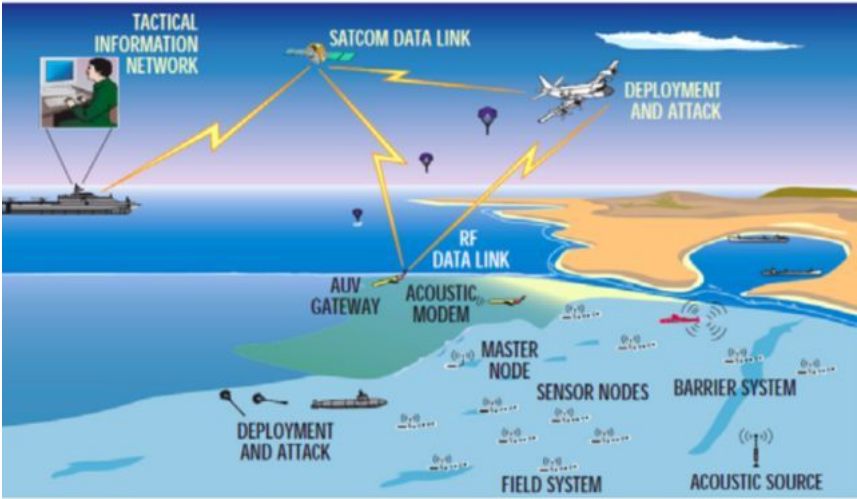 TACTICAL
INFORMATION
NETWORK
SATCOM DATA LINK
DEPLOYMENT
AND ATTACK
RF
DATA LINK
AUV
GATEWAY
ACOUSTIC
MODEM
MASTER
NODE
SENSOR NODES
BARRIER SYSTEM
DEPLOYMENT
AND ATTACK
FIELD SYSTEM
ACOUSTIC SOURCE